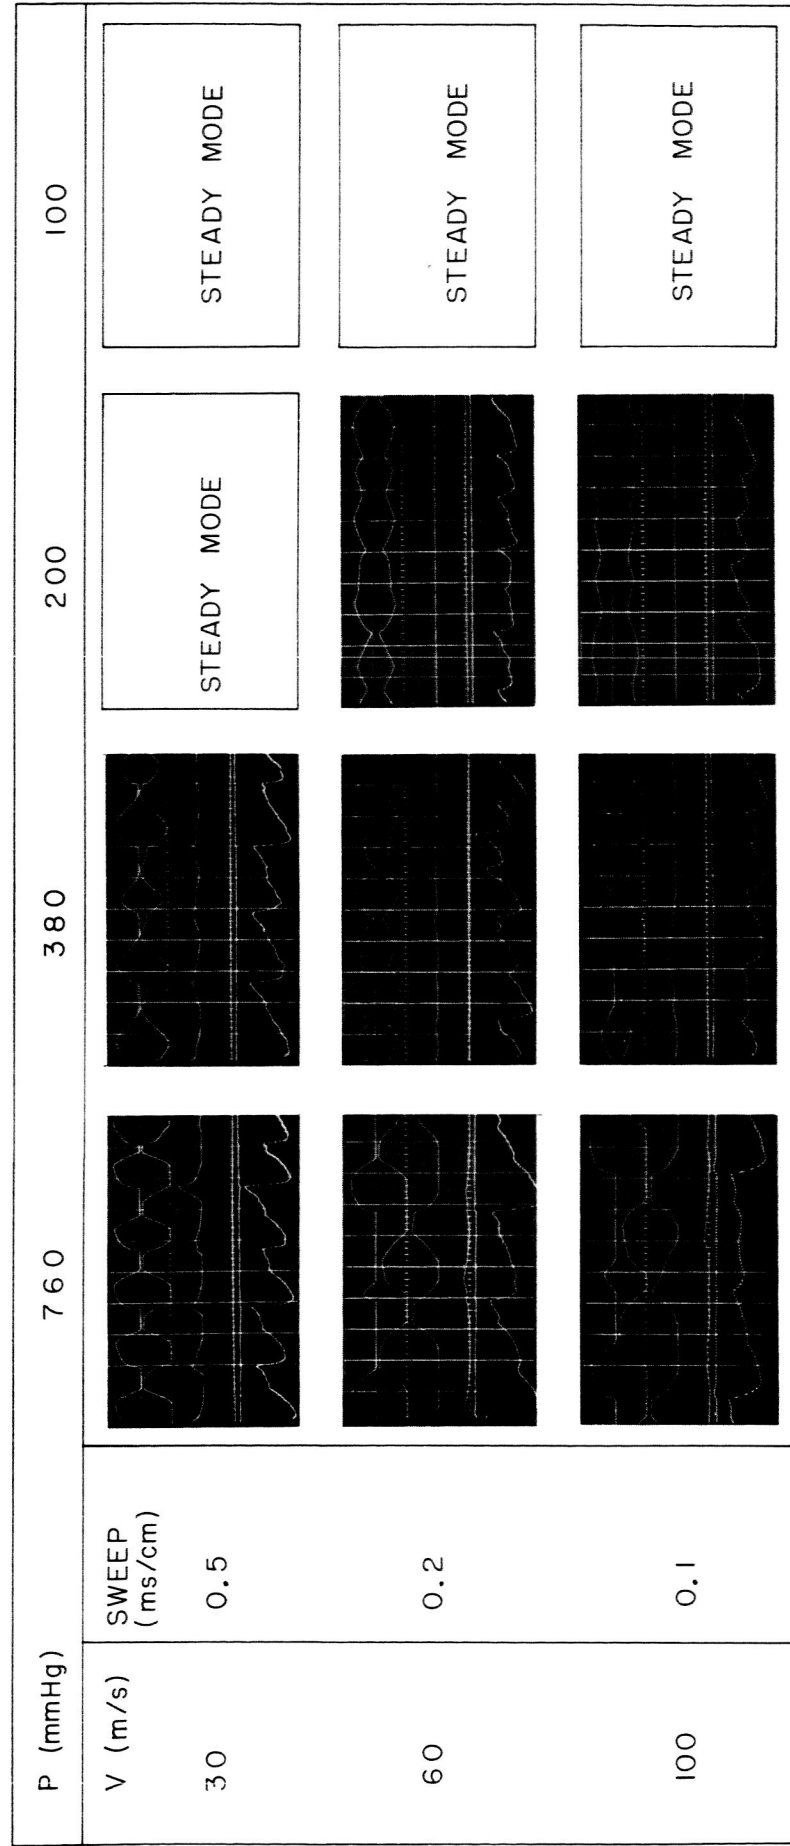 P (mmHg) 760 380 200 100
V (m/s) SWEEP (ms/cm)
30 0.5 STEADY MODE STEADY MODE
60 0.2 STEADY MODE
100 0.1 STEADY MODE